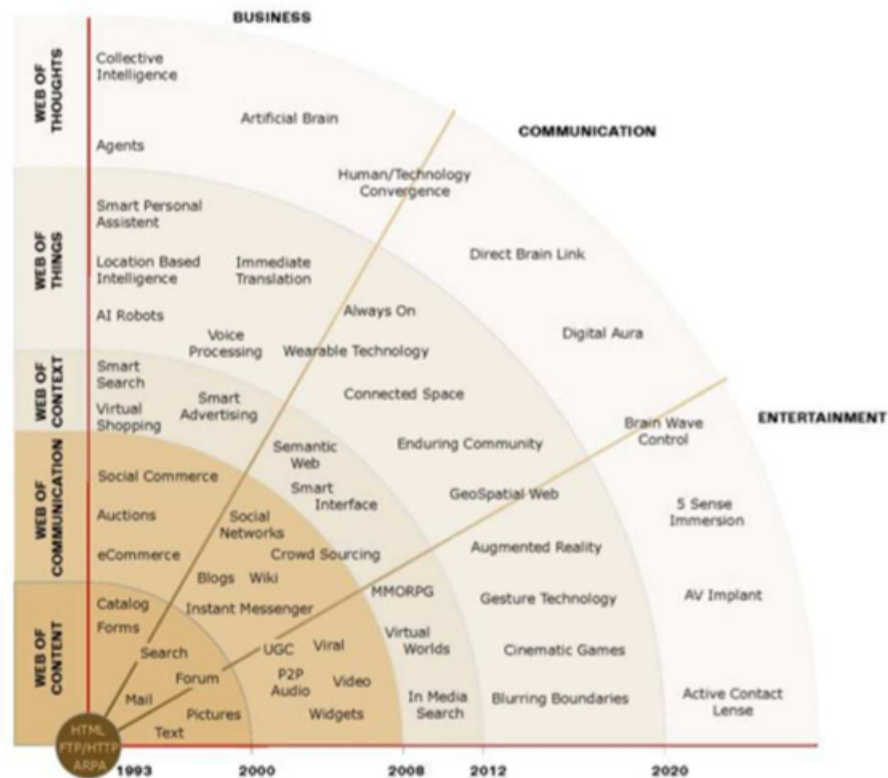 BUSINESS
COMMUNICATION
ENTERTAINMENT
WEB OF
THOUGHTS
Collective
Intelligence
Artificial Brain
Agents
Human/Technology
Convergence
Direct Brain Link
Digital Aura
Brain Wave
Control
5 Sense
Immersion
AV Implant
Active Contact
Lense
WEB OF
THINGS
Smart Personal
Assistent
Location Based
Intelligence
Immediate
Translation
AI Robots
Voice
Processing
Always On
Wearable Technology
Connected Space
Enduring Community
GeoSpatial Web
Augmented Reality
Gesture Technology
Cinematic Games
Blurring Boundaries
WEB OF
CONTEXT
Smart
Search
Virtual
Shopping
Smart
Advertising
Semantic
Web
Smart
Interface
MMORPG
Virtual
Worlds
In Media
Search
WEB OF
COMMUNICATION
Social Commerce
Auctions
eCommerce
Social
Networks
Crowd Sourcing
Blogs
Wiki
Instant Messenger
UGC
Viral
P2P
Audio
Video
Widgets
WEB OF
CONTENT
Catalog
Forms
Search
Forum
Mail
Pictures
Text
HTML
FTP/HTTP
ARPA
1993
2000
2008
2012
2020